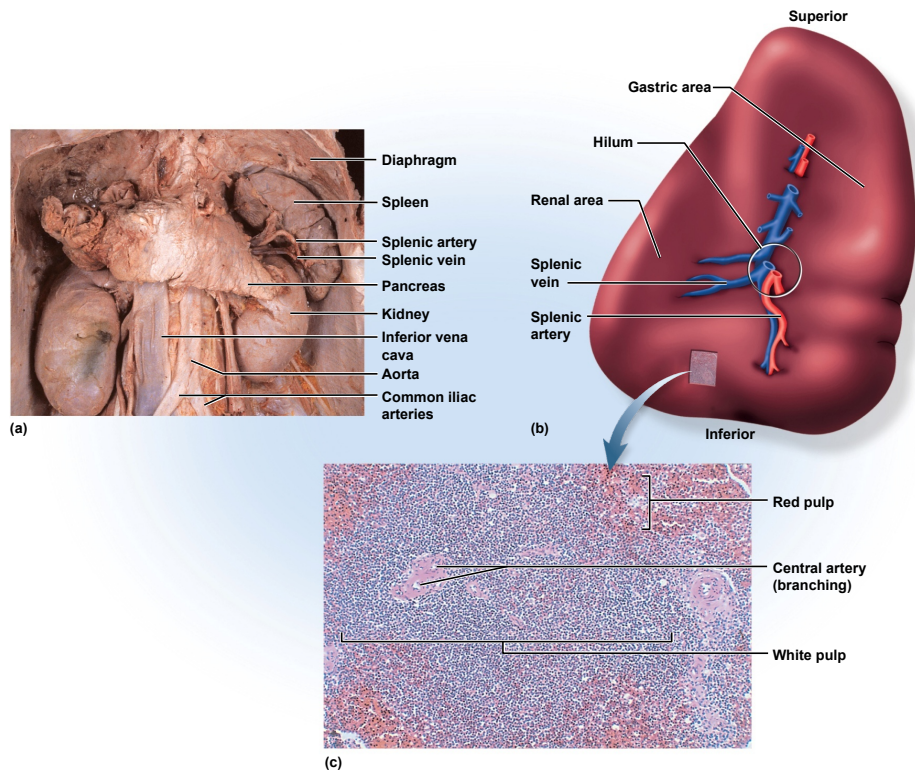 Superior
Gastric area
Hilum
Renal area
Splenic
vein
Splenic
artery
Inferior
(b)
Diaphragm
Spleen
Splenic artery
Splenic vein
Pancreas
Kidney
Inferior vena
cava
Aorta
Common iliac
arteries
(a)
Red pulp
Central artery
(branching)
White pulp
(c)